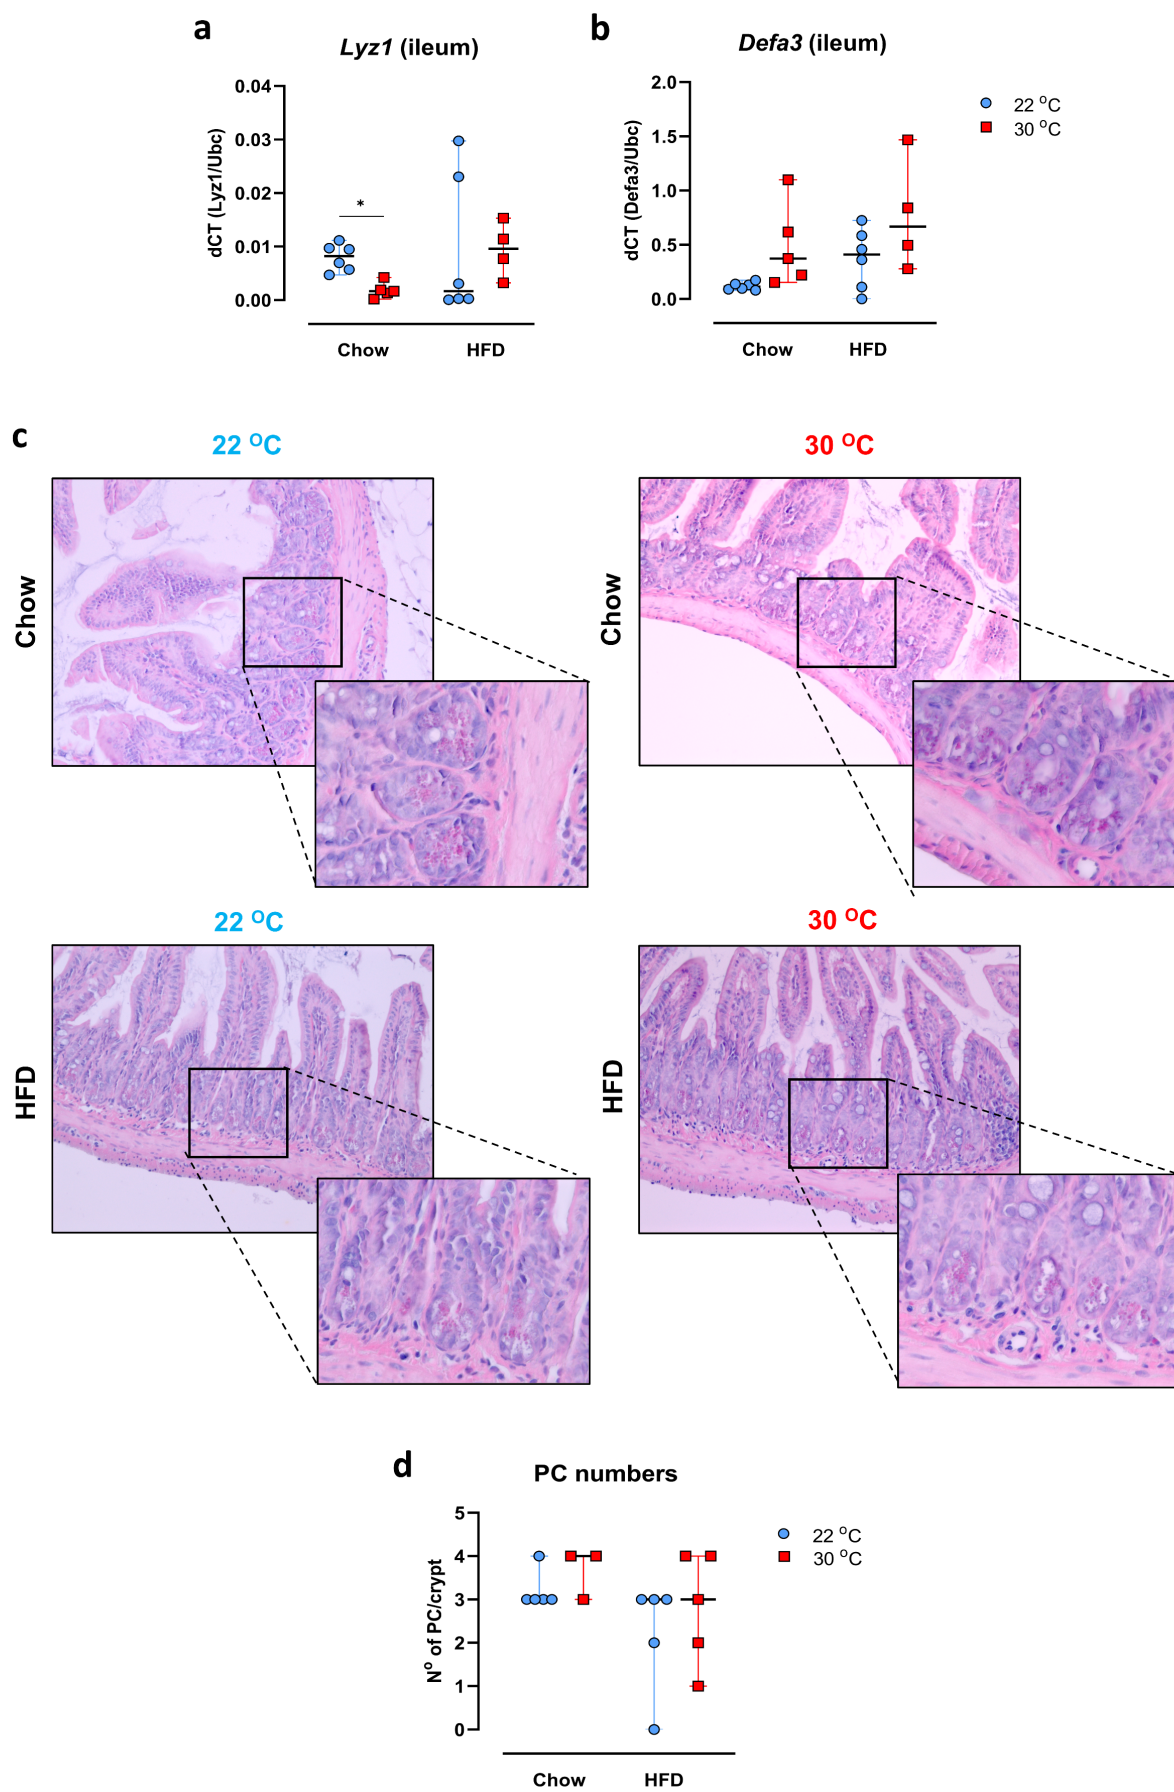 a
Lyz1 (ileum)
dCT (Lyz1/Ubc)
0.04
0.03
0.02
0.01
0.00
*
Chow
HFD
b
Defa3 (ileum)
dCT (Defa3/Ubc)
2.0
1.5
1.0
0.5
0.0
Chow
HFD
22 °C
30 °C
c
22 °C
30 °C
Chow
Chow
22 °C
30 °C
HFD
HFD
d
PC numbers
N° of PC/crypt
5
4
3
2
1
0
Chow
HFD
22 °C
30 °C